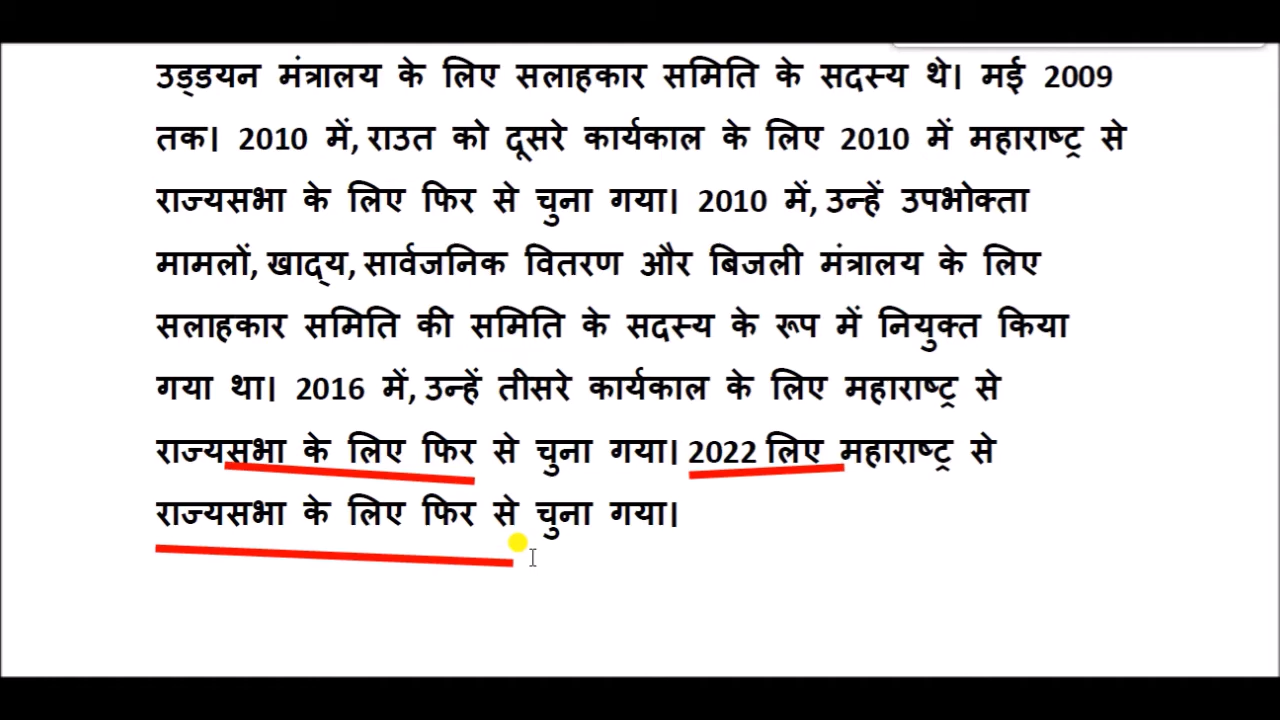 उड्डयन मंत्रालय के लिए सलाहकार समिति के सदस्य थे। मई 2009
तक। 2010 में, राउत को दूसरे कार्यकाल के लिए 2010 में महाराष्ट्र से
राज्यसभा के लिए फिर से चुना गया। 2010 में, उन्हें उपभोक्ता
मामलों, खाद्य, सार्वजनिक वितरण और बिजली मंत्रालय के लिए
सलाहकार समिति की समिति के सदस्य के रूप में नियुक्त किया
गया था। 2016 में, उन्हें तीसरे कार्यकाल के लिए महाराष्ट्र से
राज्यसभा के लिए फिर से चुना गया। 2022 लिए महाराष्ट्र से
राज्यसभा के लिए फिर से चुना गया।